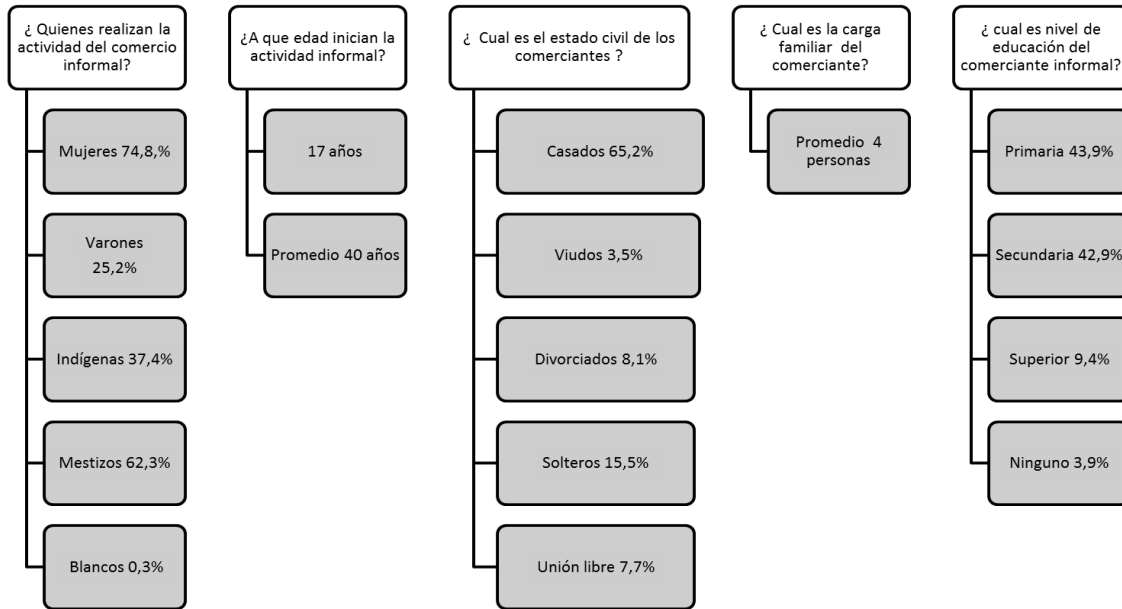 ¿ Quienes realizan la
actividad del comercio
informal?
Mujeres 74,8,%
Varones
25,2%
Indígenas 37,4%
Mestizos 62,3%
Blancos 0,3%
¿A que edad inician la
actividad informal?
17 años
Promedio 40 años
¿ Cual es el estado civil de los
comerciantes ?
Casados 65,2%
Viudos 3,5%
Divorciados 8,1%
Solteros 15,5%
Unión libre 7,7%
¿ Cual es la carga
familiar del
comerciante?
Promedio 4
personas
¿ cual es nivel de
educación del
comerciante informal?
Primaria 43,9%
Secundaria 42,9%
Superior 9,4%
Ninguno 3,9%